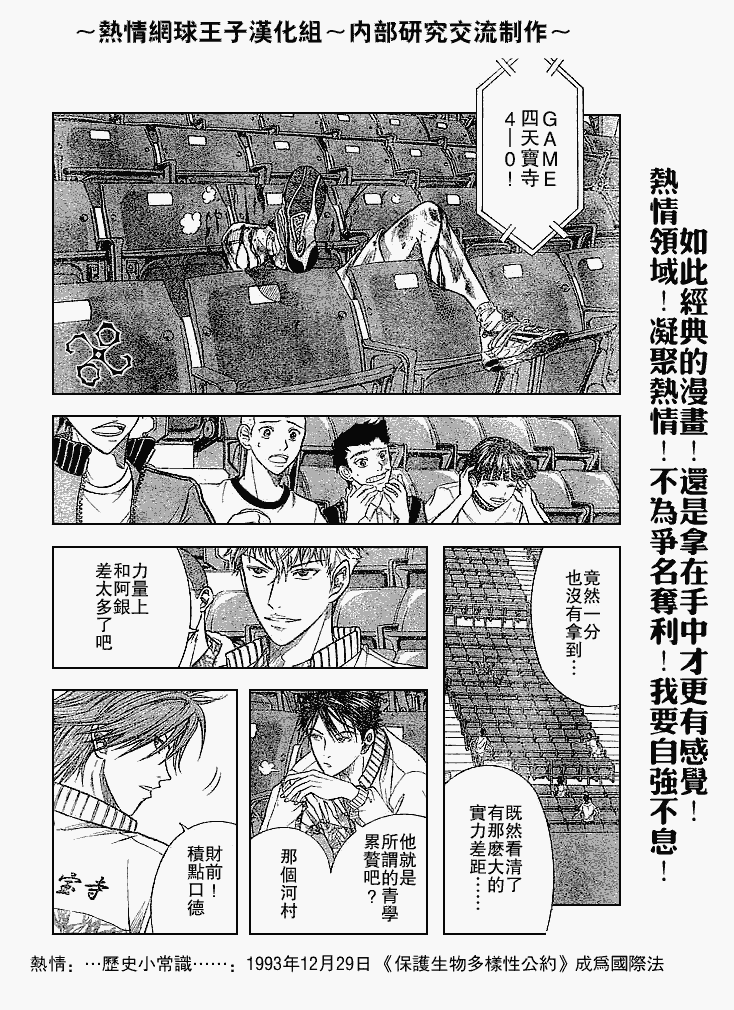 ～熱情網球王子漢化組～内部研究交流制作～
GAME
四天寶寺
4—0！
如此經典的漫畫！還是拿在手中才更有感覺！
熱情領域！凝聚熱情！不為爭名奪利！我要自強不息！
竟然一分
也沒有拿到…
力量上
和阿銀
差太多了吧
既然看清了
有那麽大的
實力差距……
他就是
所謂的青學
累贅吧？
那個河村
財前！
積點口德
寶寺
熱情：…歷史小常識……：1993年12月29日《保護生物多樣性公約》成爲國際法